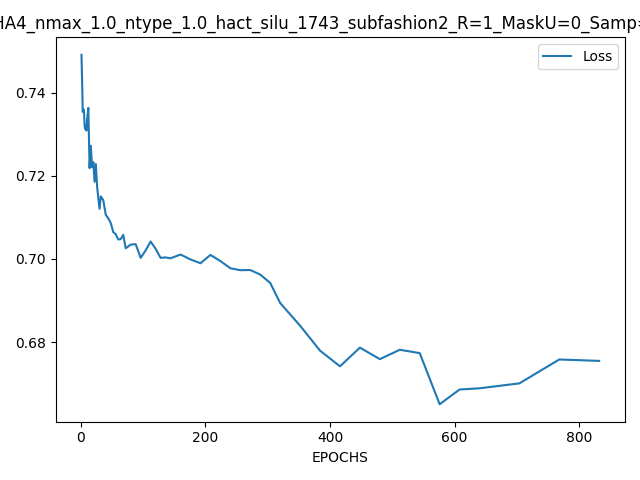 HA4_nmax_1.0_ntype_1.0_hact_silu_1743_subfashion2_R=1_MaskU=0_Samp=
Loss
0.74
0.72
0.70
0.68
0 200 400 600 800
EPOCHS